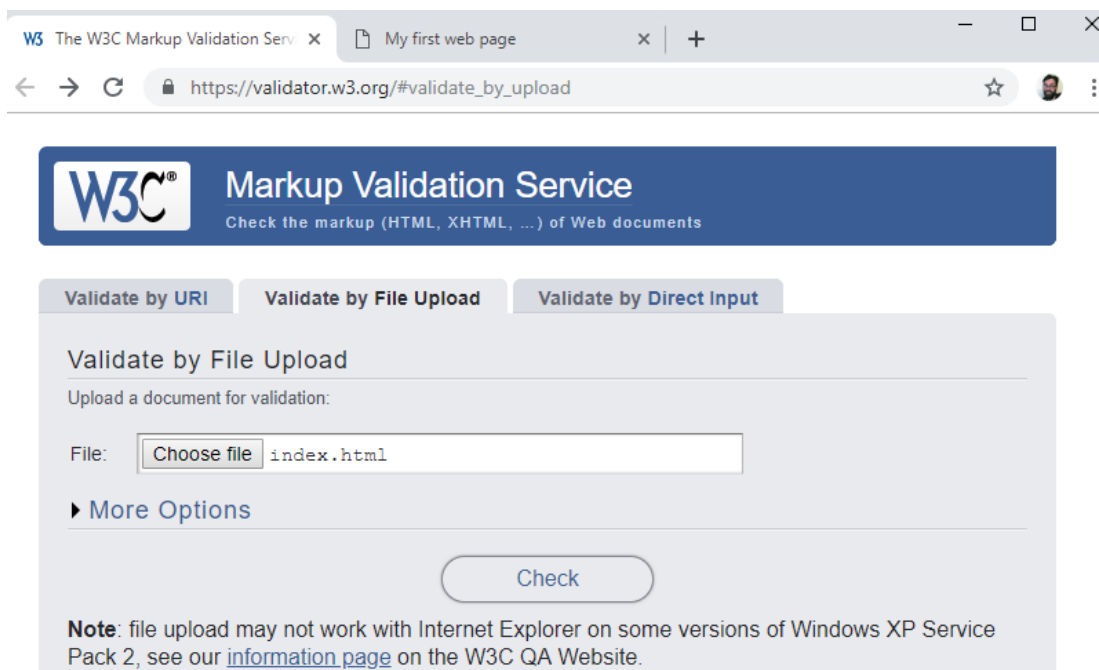 W3 The W3C Markup Validation Serv
My first web page
https://validator.w3.org/#validate_by_upload
W3C®
Markup Validation Service
Check the markup (HTML, XHTML, …) of Web documents
Validate by URI
Validate by File Upload
Validate by Direct Input
Validate by File Upload
Upload a document for validation:
File: Choose file index.html
More Options
Check
Note: file upload may not work with Internet Explorer on some versions of Windows XP Service
Pack 2, see our information page on the W3C QA Website.